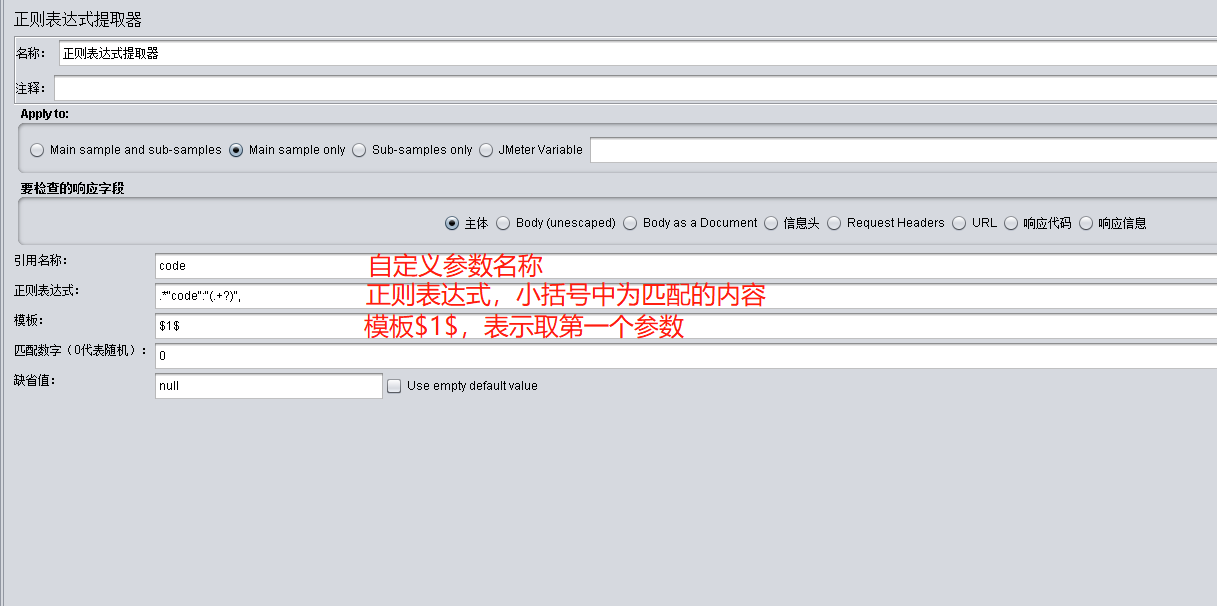 正则表达式提取器
名称： 正则表达式提取器
注释：
Apply to:
Main sample and sub-samples Main sample only Sub-samples only JMeter Variable
要检查的响应字段
主体 Body (unescaped) Body as a Document 信息头 Request Headers URL 响应代码 响应信息
引用名称： code 自定义参数名称
正则表达式： .*"code":"(.+?)", 正则表达式，小括号中为匹配的内容
模板： $1$ 模板$1$，表示取第一个参数
匹配数字（0代表随机）： 0
缺省值： null Use empty default value